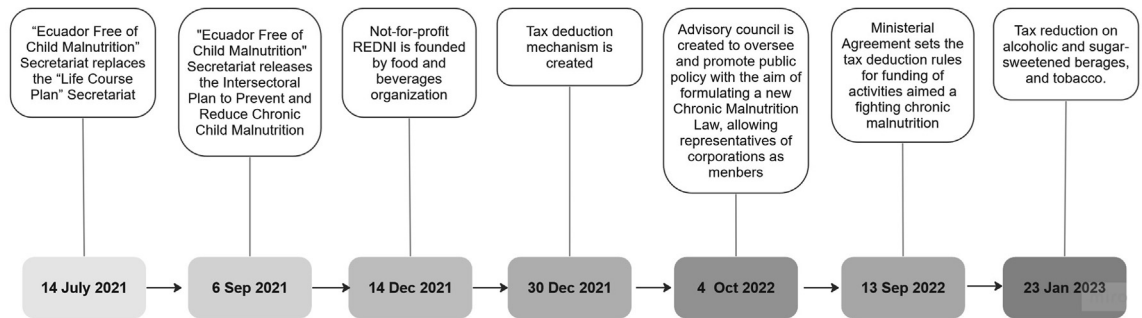 “Ecuador Free of
Child Malnutrition”
Secretariat replaces
the “Life Course
Plan” Secretariat
"Ecuador Free of
Child Malnutrition"
Secretariat releases
the Intersectoral
Plan to Prevent and
Reduce Chronic
Child Malnutrition
Not-for-profit
REDNI is founded
by food and
beverages
organization
Tax deduction
mechanism is
created
Advisory council is
created to oversee
and promote public
policy with the aim of
formulating a new
Chronic Malnutrition
Law, allowing
representatives of
corporations as
menbers
Ministerial
Agreement sets the
tax deduction rules
for funding of
activities aimed a
fighting chronic
malnutrition
Tax reduction on
alcoholic and sugar-
sweetened berages,
and tobacco.
14 July 2021
6 Sep 2021
14 Dec 2021
30 Dec 2021
4 Oct 2022
13 Sep 2022
23 Jan 2023
miro